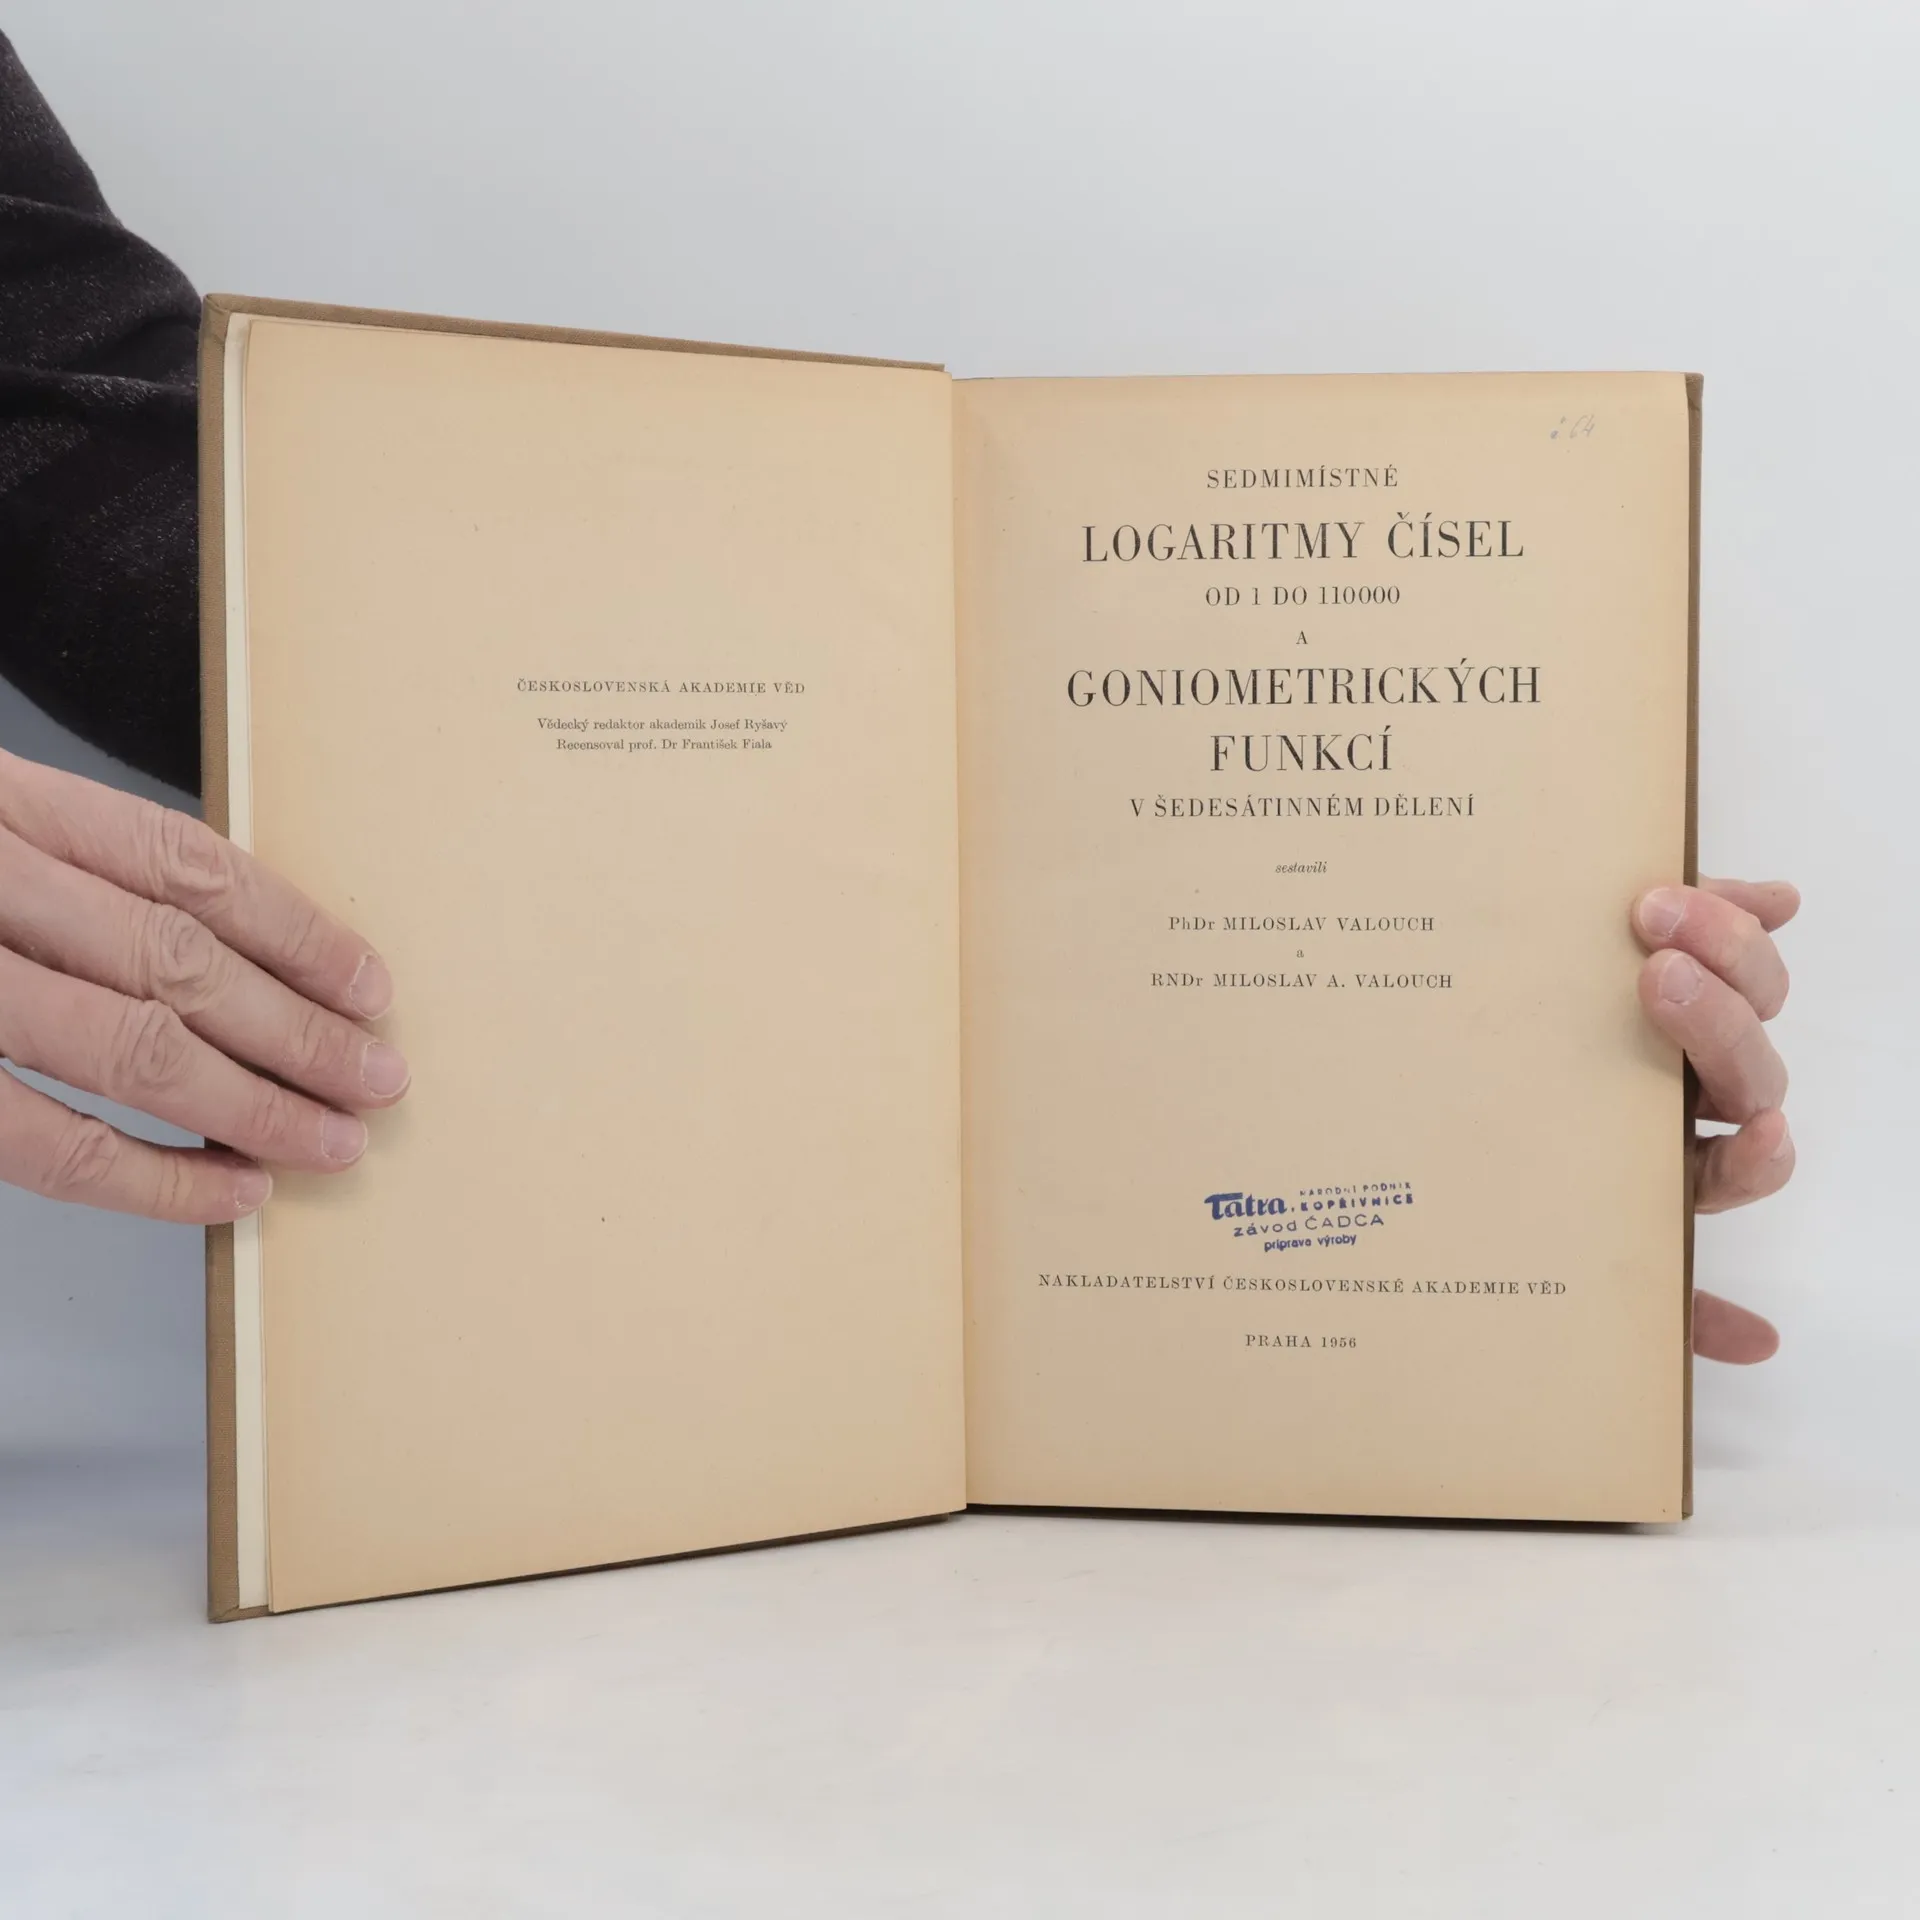 ČESKOSLOVENSKÁ AKADEMIE VĚD
Vědecký redaktor akademik Josef Ryšavý
Recensoval prof. Dr František Fiala
64
SEDMIMÍSTNÉ
LOGARITMY ČÍSEL
OD 1 DO 110000
A
GONIOMETRICKÝCH
FUNKCÍ
V ŠEDESÁTINNÉM DĚLENÍ
sestavili
PhDr MILOSLAV VALOUCH
a
RNDr MILOSLAV A. VALOUCH
Tatra, NÁRODNÍ PODNIK
KOPŘIVNICE
závod ČADCA
príprava výroby
NAKLADATELSTVÍ ČESKOSLOVENSKÉ AKADEMIE VĚD
PRAHA 1956